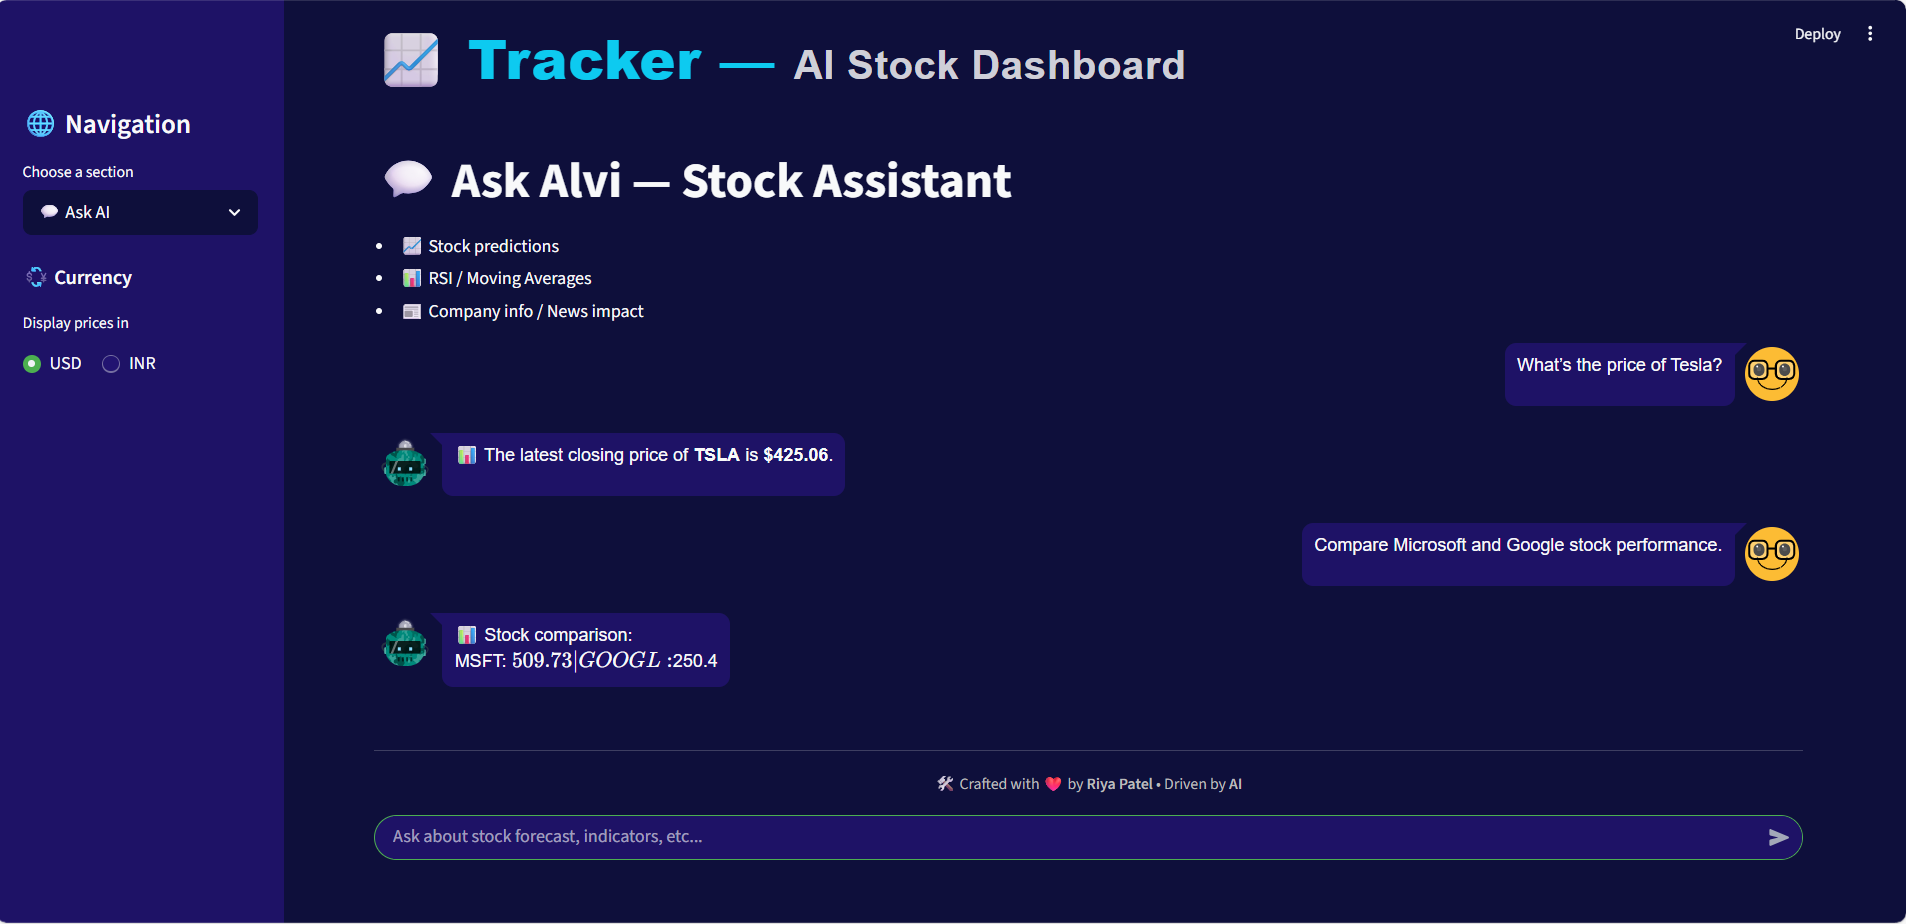 Deploy
Tracker — AI Stock Dashboard
Navigation
Choose a section
Ask AI
Currency
Display prices in
USD
INR
Ask Alvi — Stock Assistant
• Stock predictions
• RSI / Moving Averages
• Company info / News impact
What's the price of Tesla?
The latest closing price of TSLA is $425.06.
Compare Microsoft and Google stock performance.
Stock comparison:
MSFT: 509.73|GOOGL :250.4
Crafted with ❤️ by Riya Patel • Driven by AI
Ask about stock forecast, indicators, etc...